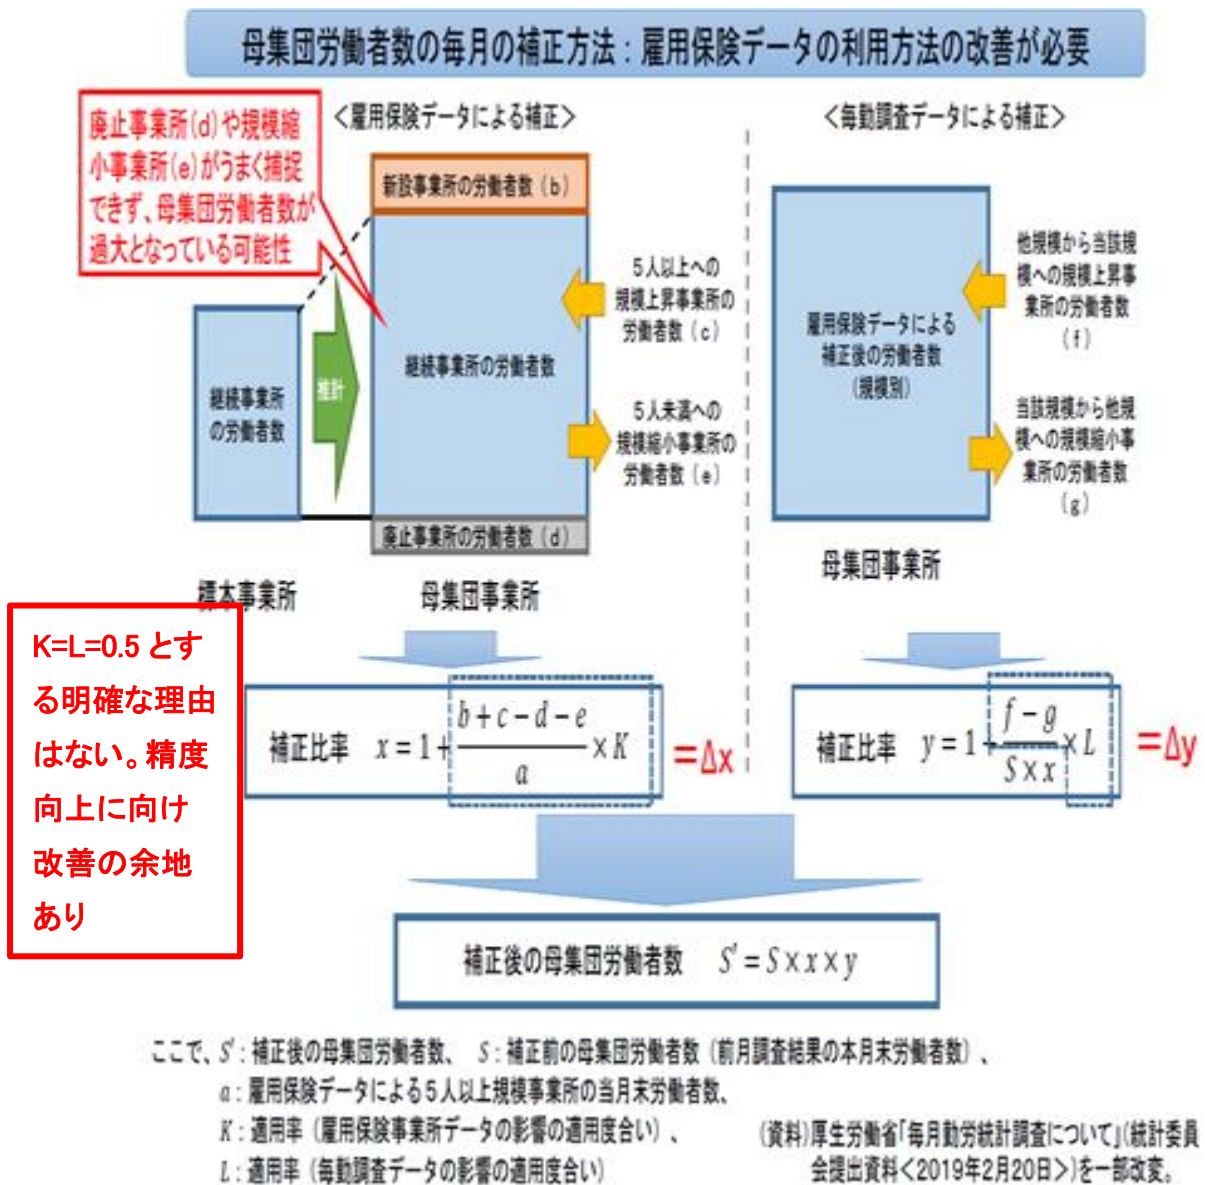 母集団労働者数の毎月の補正方法：雇用保険データの利用方法の改善が必要
廃止事業所(d)や規模縮
小事業所(e)がうまく捕捉
できず、母集団労働者数が
過大となっている可能性
＜雇用保険データによる補正＞
新設事業所の労働者数（b）
継続事業所
の労働者数
推計
継続事業所の労働者数
5人以上への
規模上昇事業所の
労働者数（c）
5人未満への
規模縮小事業所の
労働者数（e）
廃止事業所の労働者数（d）
標本事業所
母集団事業所
＜毎勤調査データによる補正＞
雇用保険データによる
補正後の労働者数
（規模別）
他規模から当該規
模への規模上昇事
業所の労働者数
（f）
当該規模から他規
模への規模縮小事
業所の労働者数
（g）
母集団事業所
K=L=0.5 とす
る明確な理由
はない。精度
向上に向け
改善の余地
あり
補正比率 x = 1 + (b + c − d − e)/a × K
=Δx
補正比率 y = 1 + (f − g)/(S × x) × L
=Δy
補正後の母集団労働者数 S' = S × x × y
ここで、S'：補正後の母集団労働者数、 S：補正前の母集団労働者数（前月調査結果の本月末労働者数）、
a：雇用保険データによる5人以上規模事業所の当月末労働者数、
K：適用率（雇用保険事業所データの影響の適用度合い）、
L：適用率（毎勤調査データの影響の適用度合い）
（資料）厚生労働省「毎月勤労統計調査について」（統計委員
会提出資料＜2019年2月20日＞）を一部改変。